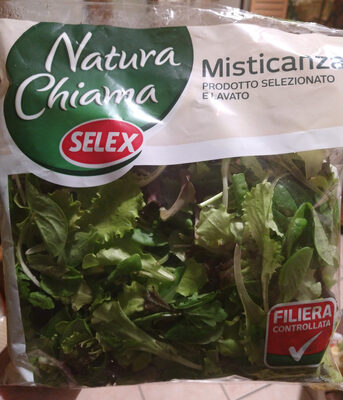 Natura
Chiama
SELEX
Misticanza
PRODOTTO SELEZIONATO
E LAVATO
FILIERA
CONTROLLATA